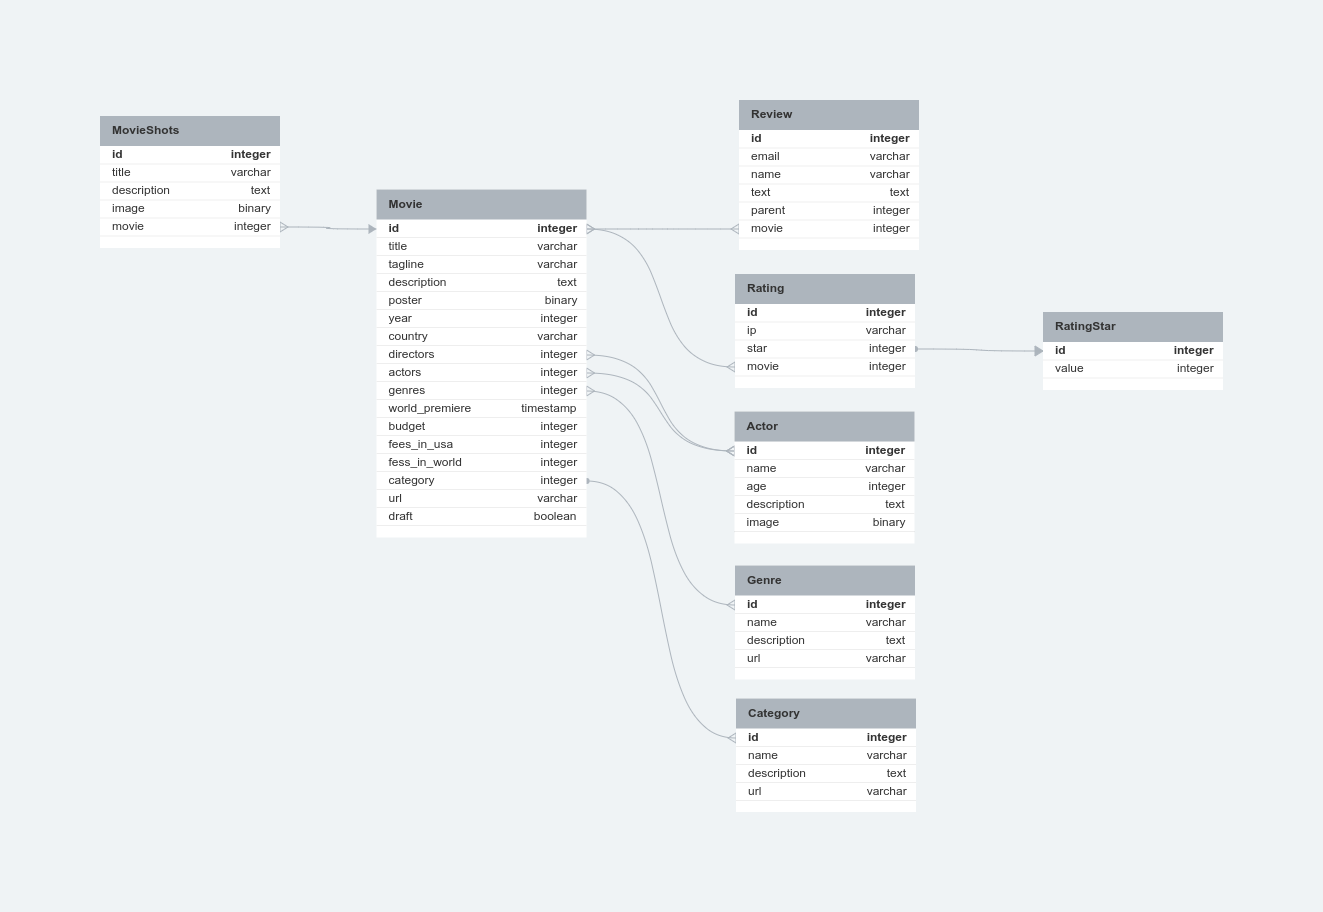 MovieShots
id integer
title varchar
description text
image binary
movie integer
Movie
id integer
title varchar
tagline varchar
description text
poster binary
year integer
country varchar
directors integer
actors integer
genres integer
world_premiere timestamp
budget integer
fees_in_usa integer
fess_in_world integer
category integer
url varchar
draft boolean
Review
id integer
email varchar
name varchar
text text
parent integer
movie integer
Rating
id integer
ip varchar
star integer
movie integer
RatingStar
id integer
value integer
Actor
id integer
name varchar
age integer
description text
image binary
Genre
id integer
name varchar
description text
url varchar
Category
id integer
name varchar
description text
url varchar